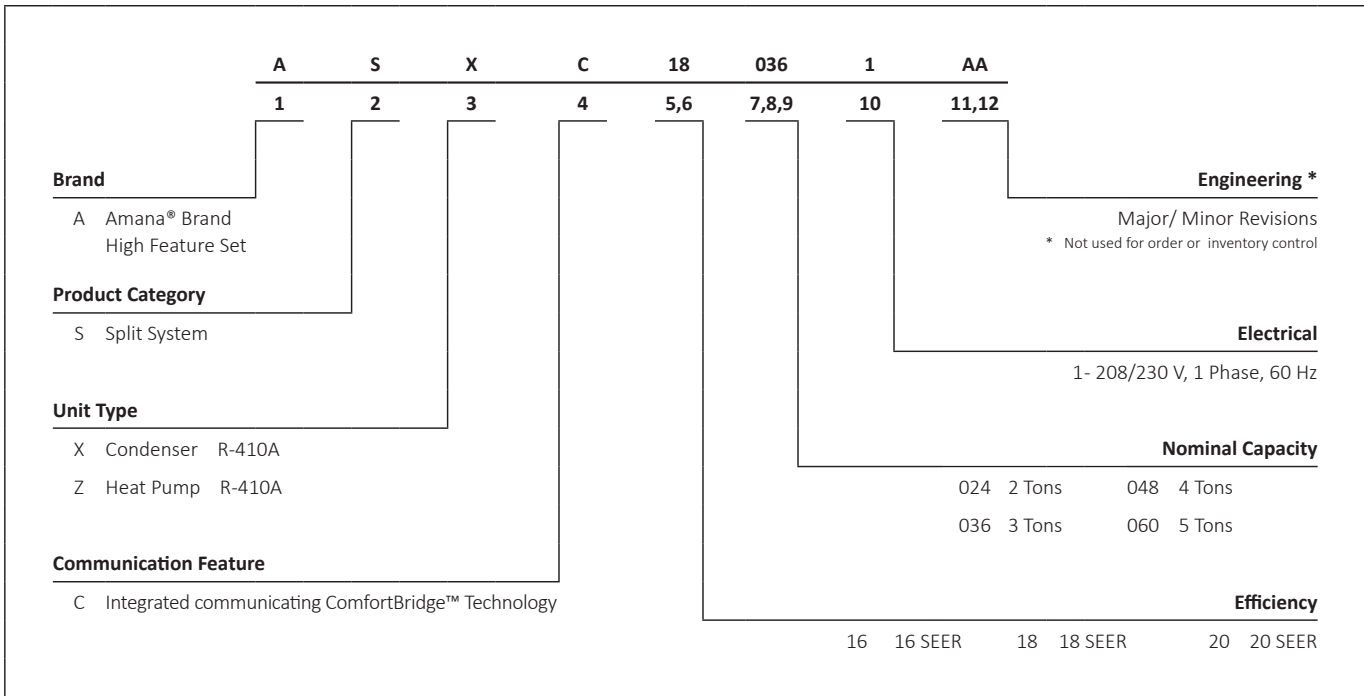 A S X C 18 036 1 AA
1 2 3 4 5,6 7,8,9 10 11,12
Brand
A Amana® Brand
High Feature Set
Product Category
S Split System
Unit Type
X Condenser R-410A
Z Heat Pump R-410A
Communication Feature
C Integrated communicating ComfortBridge™ Technology
Engineering *
Major/ Minor Revisions
* Not used for order or inventory control
Electrical
1- 208/230 V, 1 Phase, 60 Hz
Nominal Capacity
024 2 Tons 048 4 Tons
036 3 Tons 060 5 Tons
Efficiency
16 16 SEER 18 18 SEER 20 20 SEER